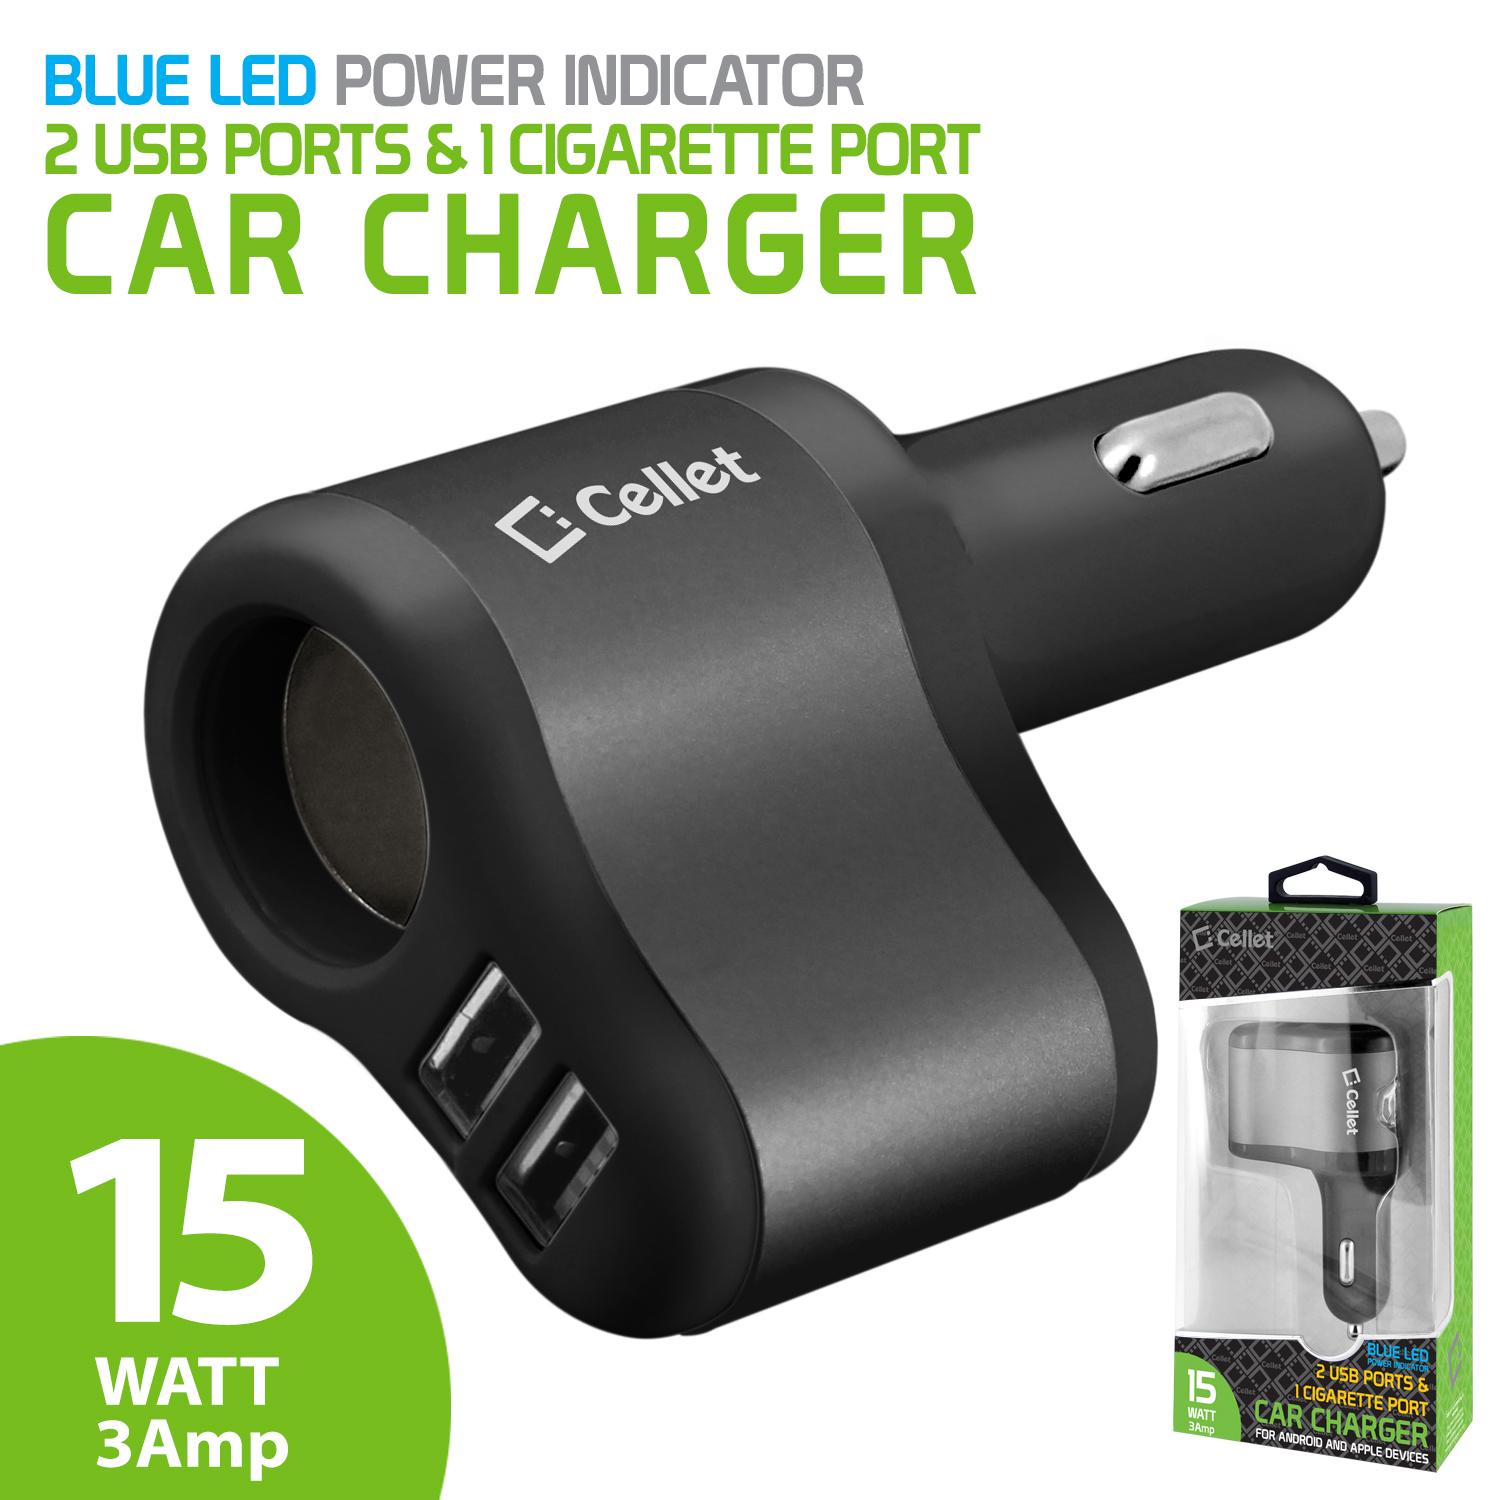 BLUE LED POWER INDICATOR
2 USB PORTS & 1 CIGARETTE PORT
CAR CHARGER
Cellet
15
WATT
3Amp
Cellet
Cellet
BLUE LED
POWER INDICATOR
2 USB PORTS &
1 CIGARETTE PORT
CAR CHARGER
FOR ANDROID AND APPLE DEVICES
15
WATT
3Amp